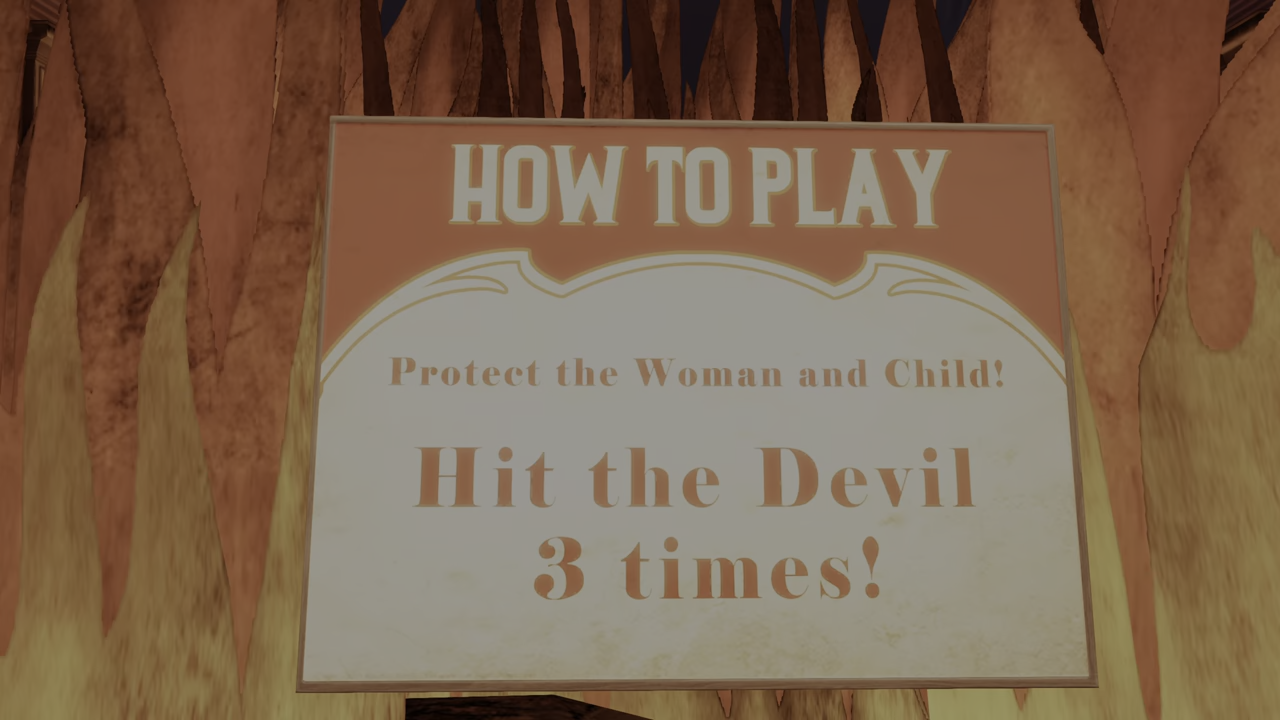 HOW TO PLAY
Protect the Woman and Child!
Hit the Devil
3 times!